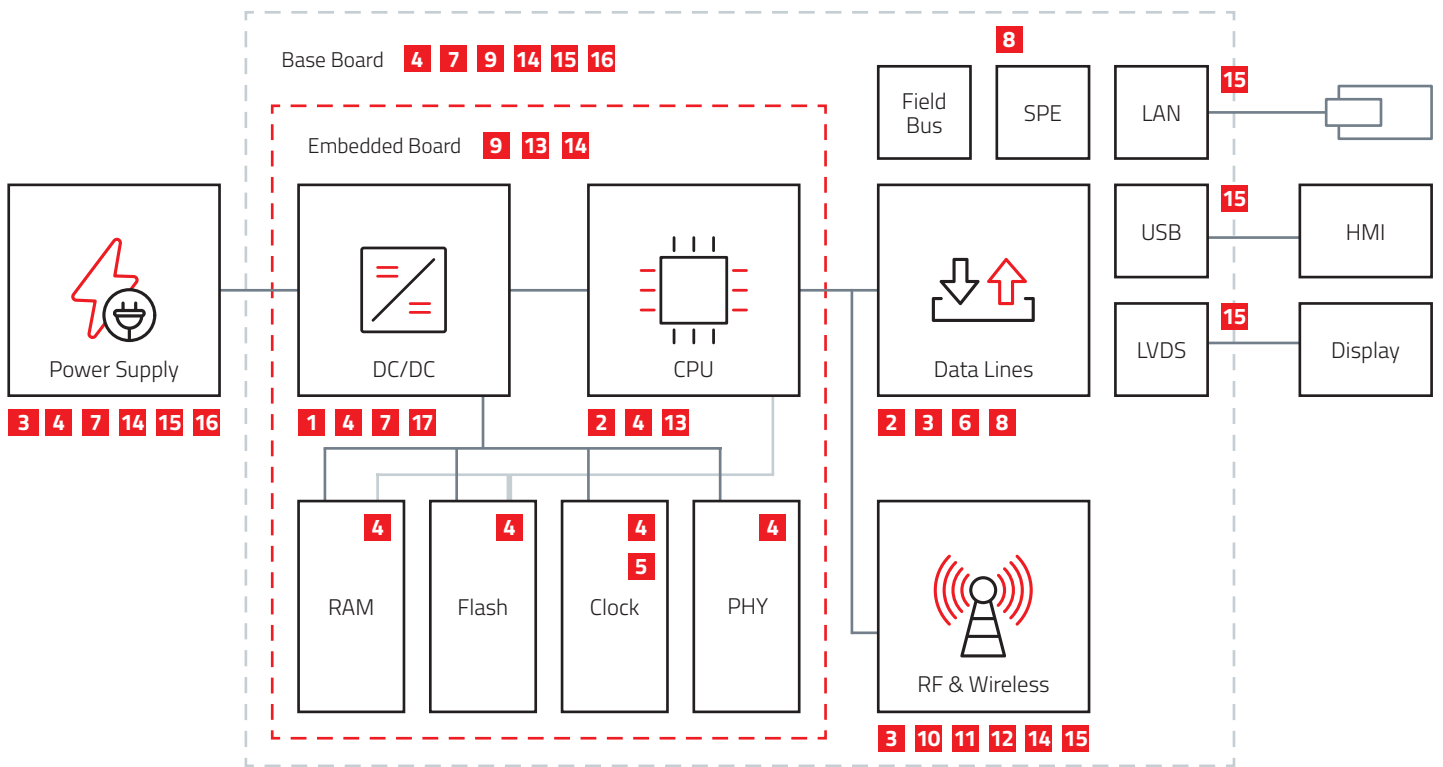 8
Base Board 4 7 9 14 15 16
Field
Bus
SPE
LAN
15
Embedded Board 9 13 14
Power Supply
3 4 7 14 15 16
DC/DC
1 4 7 17
CPU
2 4 13
Data Lines
2 3 6 8
USB
15
HMI
LVDS
15
Display
RAM
4
Flash
4
Clock
4
5
PHY
4
RF & Wireless
3 10 11 12 14 15